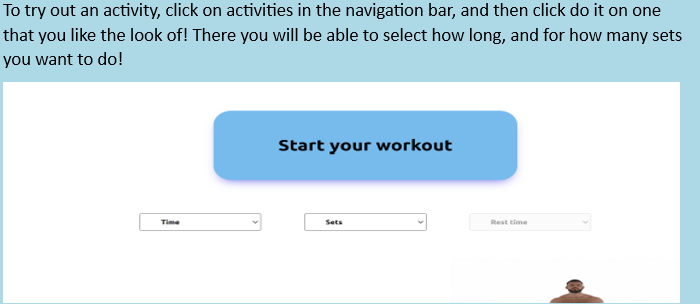 To try out an activity, click on activities in the navigation bar, and then click do it on one
that you like the look of! There you will be able to select how long, and for how many sets
you want to do!
Start your workout
Time
Sets
Rest time